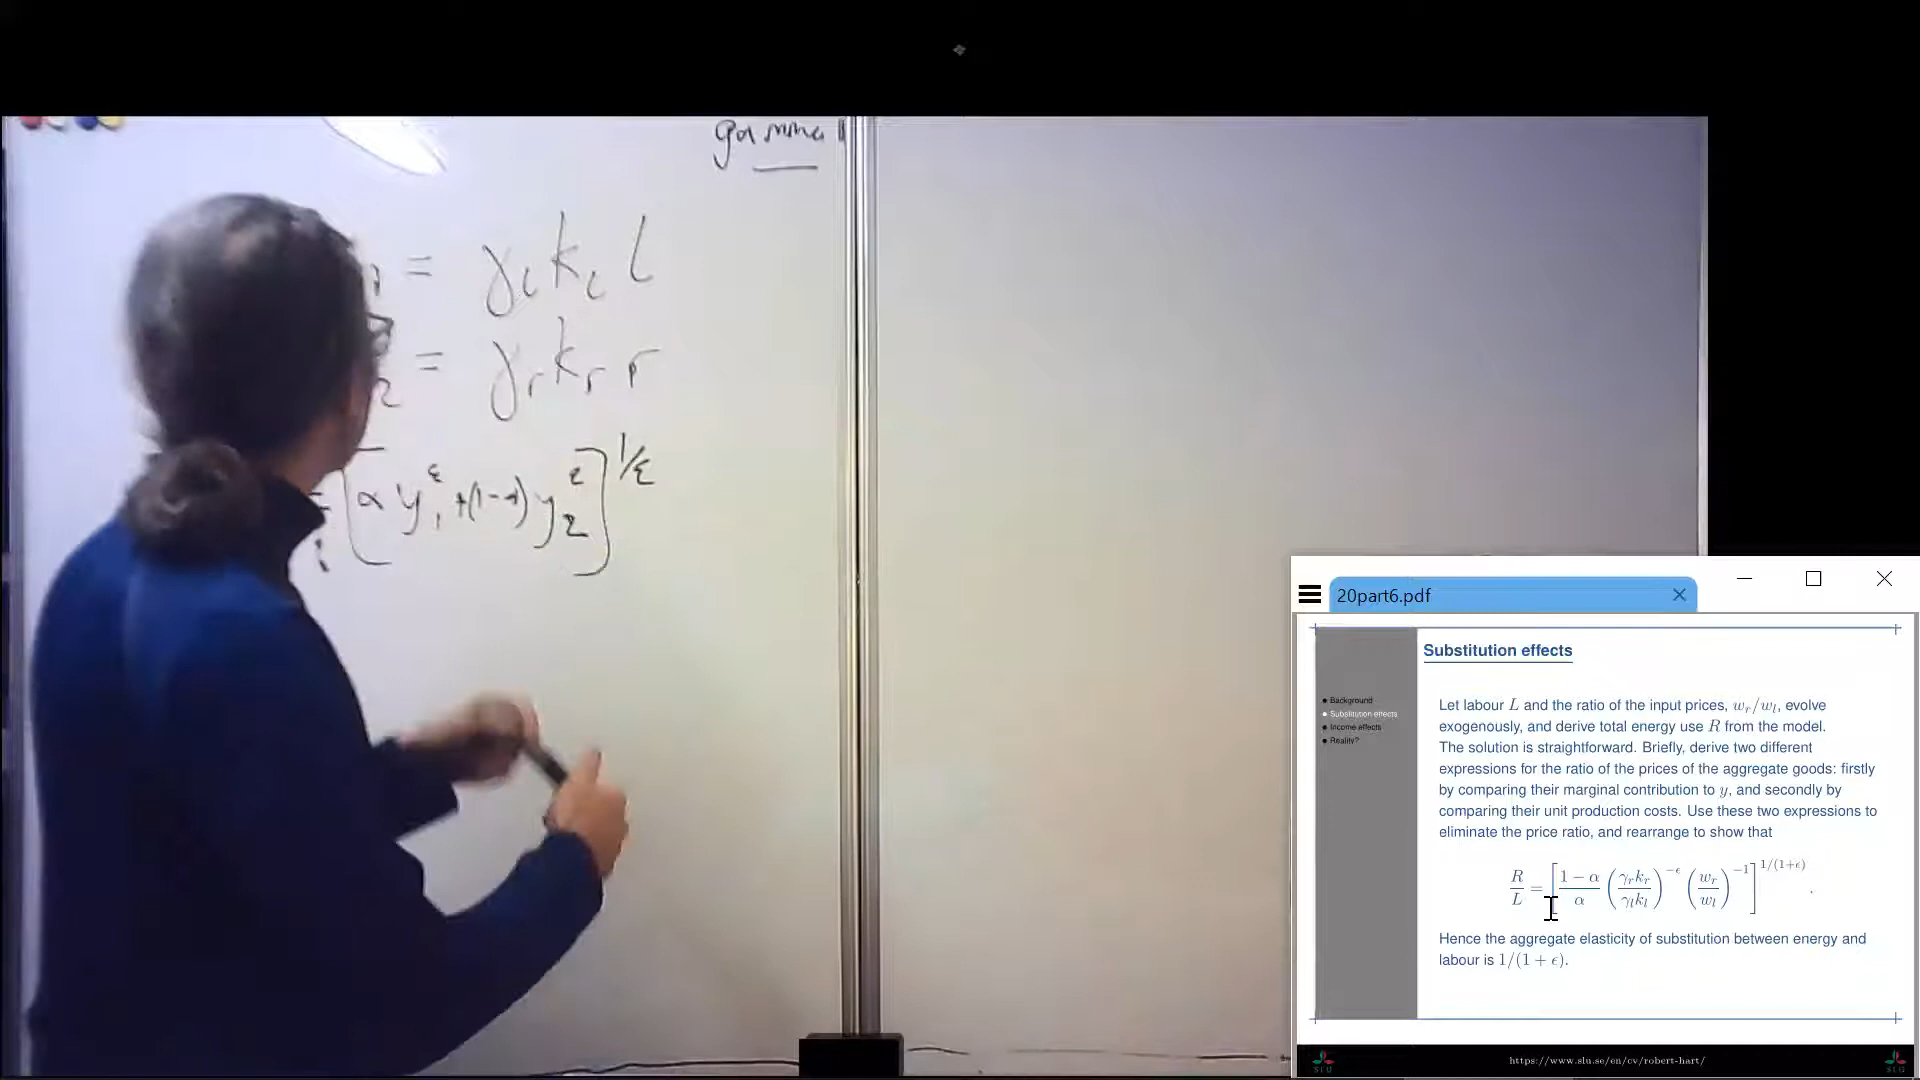 gamma
= γ_l k_l l
2 = γ_r k_r r
= [α y_1^ε + (1-α) y_2^ε]^{1/ε}
20part6.pdf
Substitution effects
Background
Substitution effects
Income effects
Reality?
Let labour L and the ratio of the input prices, w_r/w_l, evolve
exogenously, and derive total energy use R from the model.
The solution is straightforward. Briefly, derive two different
expressions for the ratio of the prices of the aggregate goods: firstly
by comparing their marginal contribution to y, and secondly by
comparing their unit production costs. Use these two expressions to
eliminate the price ratio, and rearrange to show that
R/L = [(1 − α)/α (γ_r k_r/γ_l k_l)^{−ϵ} (w_r/w_l)^{−1}]^{1/(1+ϵ)}.
Hence the aggregate elasticity of substitution between energy and
labour is 1/(1 + ϵ).
SLU
https://www.slu.se/en/cv/robert-hart/
SLU